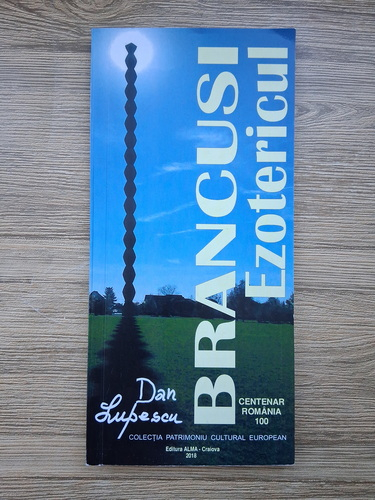 BRANCUSI
Ezotericul
Dan
Lupescu
CENTENAR
ROMÂNIA
100
COLECȚIA PATRIMONIU CULTURAL EUROPEAN
Editura ALMA - Craiova
2018